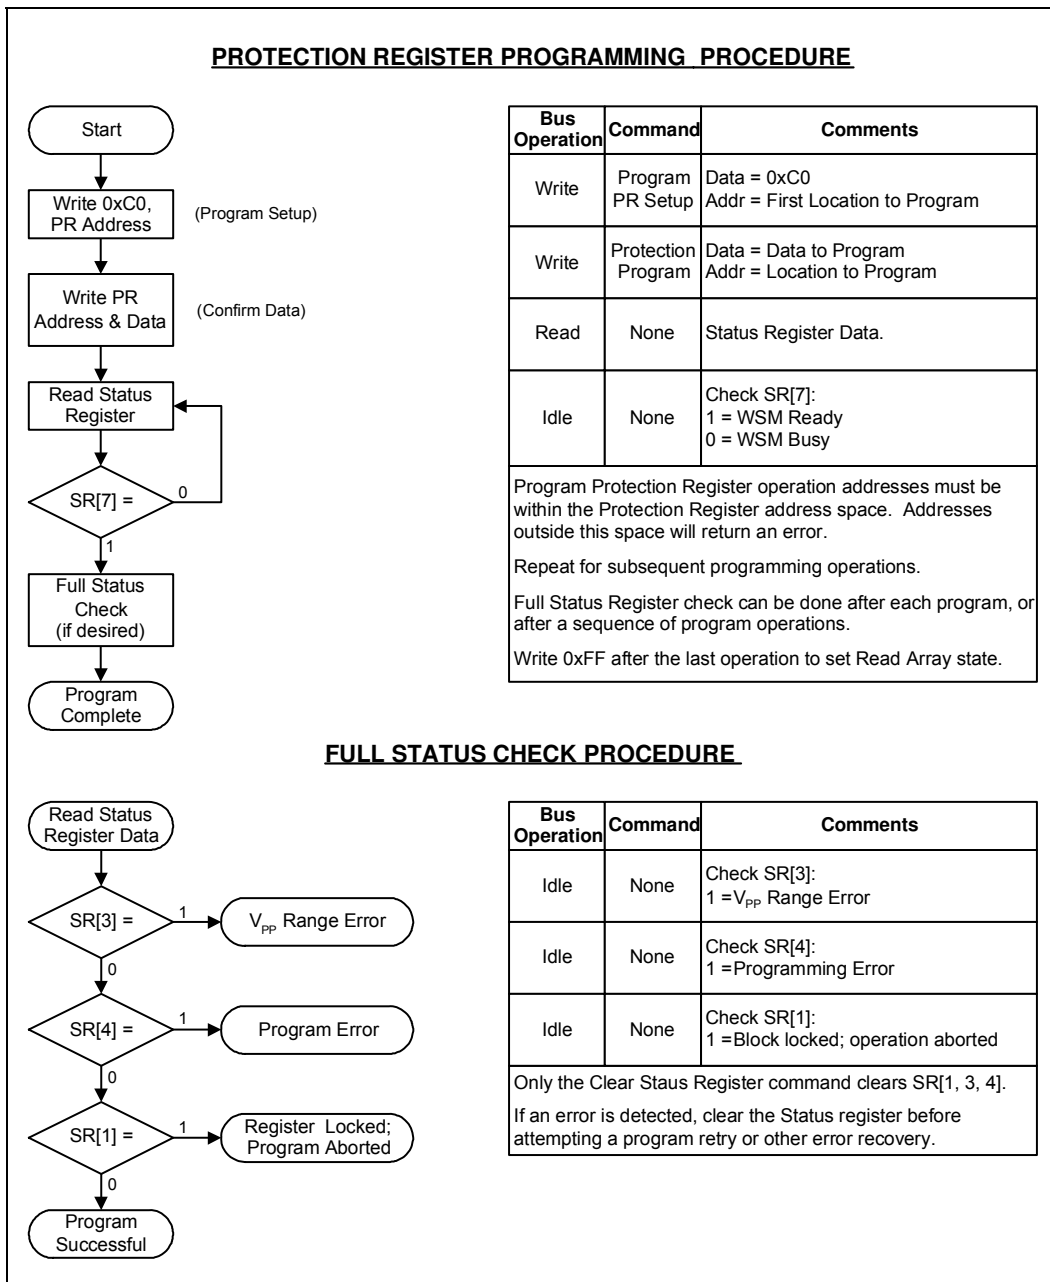 PROTECTION REGISTER PROGRAMMING PROCEDURE
Start
Write 0xC0,
PR Address
(Program Setup)
Write PR
Address & Data
(Confirm Data)
Read Status
Register
SR[7] =
0
1
Full Status
Check
(if desired)
Program
Complete
Bus
Operation
Command
Comments
Write
Program
PR Setup
Data = 0xC0
Addr = First Location to Program
Write
Protection
Program
Data = Data to Program
Addr = Location to Program
Read
None
Status Register Data.
Idle
None
Check SR[7]:
1 = WSM Ready
0 = WSM Busy
Program Protection Register operation addresses must be
within the Protection Register address space. Addresses
outside this space will return an error.
Repeat for subsequent programming operations.
Full Status Register check can be done after each program, or
after a sequence of program operations.
Write 0xFF after the last operation to set Read Array state.
FULL STATUS CHECK PROCEDURE
Read Status
Register Data
SR[3] =
1
V_PP Range Error
0
SR[4] =
1
Program Error
0
SR[1] =
1
Register Locked;
Program Aborted
0
Program
Successful
Bus
Operation
Command
Comments
Idle
None
Check SR[3]:
1 =V_PP Range Error
Idle
None
Check SR[4]:
1 =Programming Error
Idle
None
Check SR[1]:
1 =Block locked; operation aborted
Only the Clear Staus Register command clears SR[1, 3, 4].
If an error is detected, clear the Status register before
attempting a program retry or other error recovery.